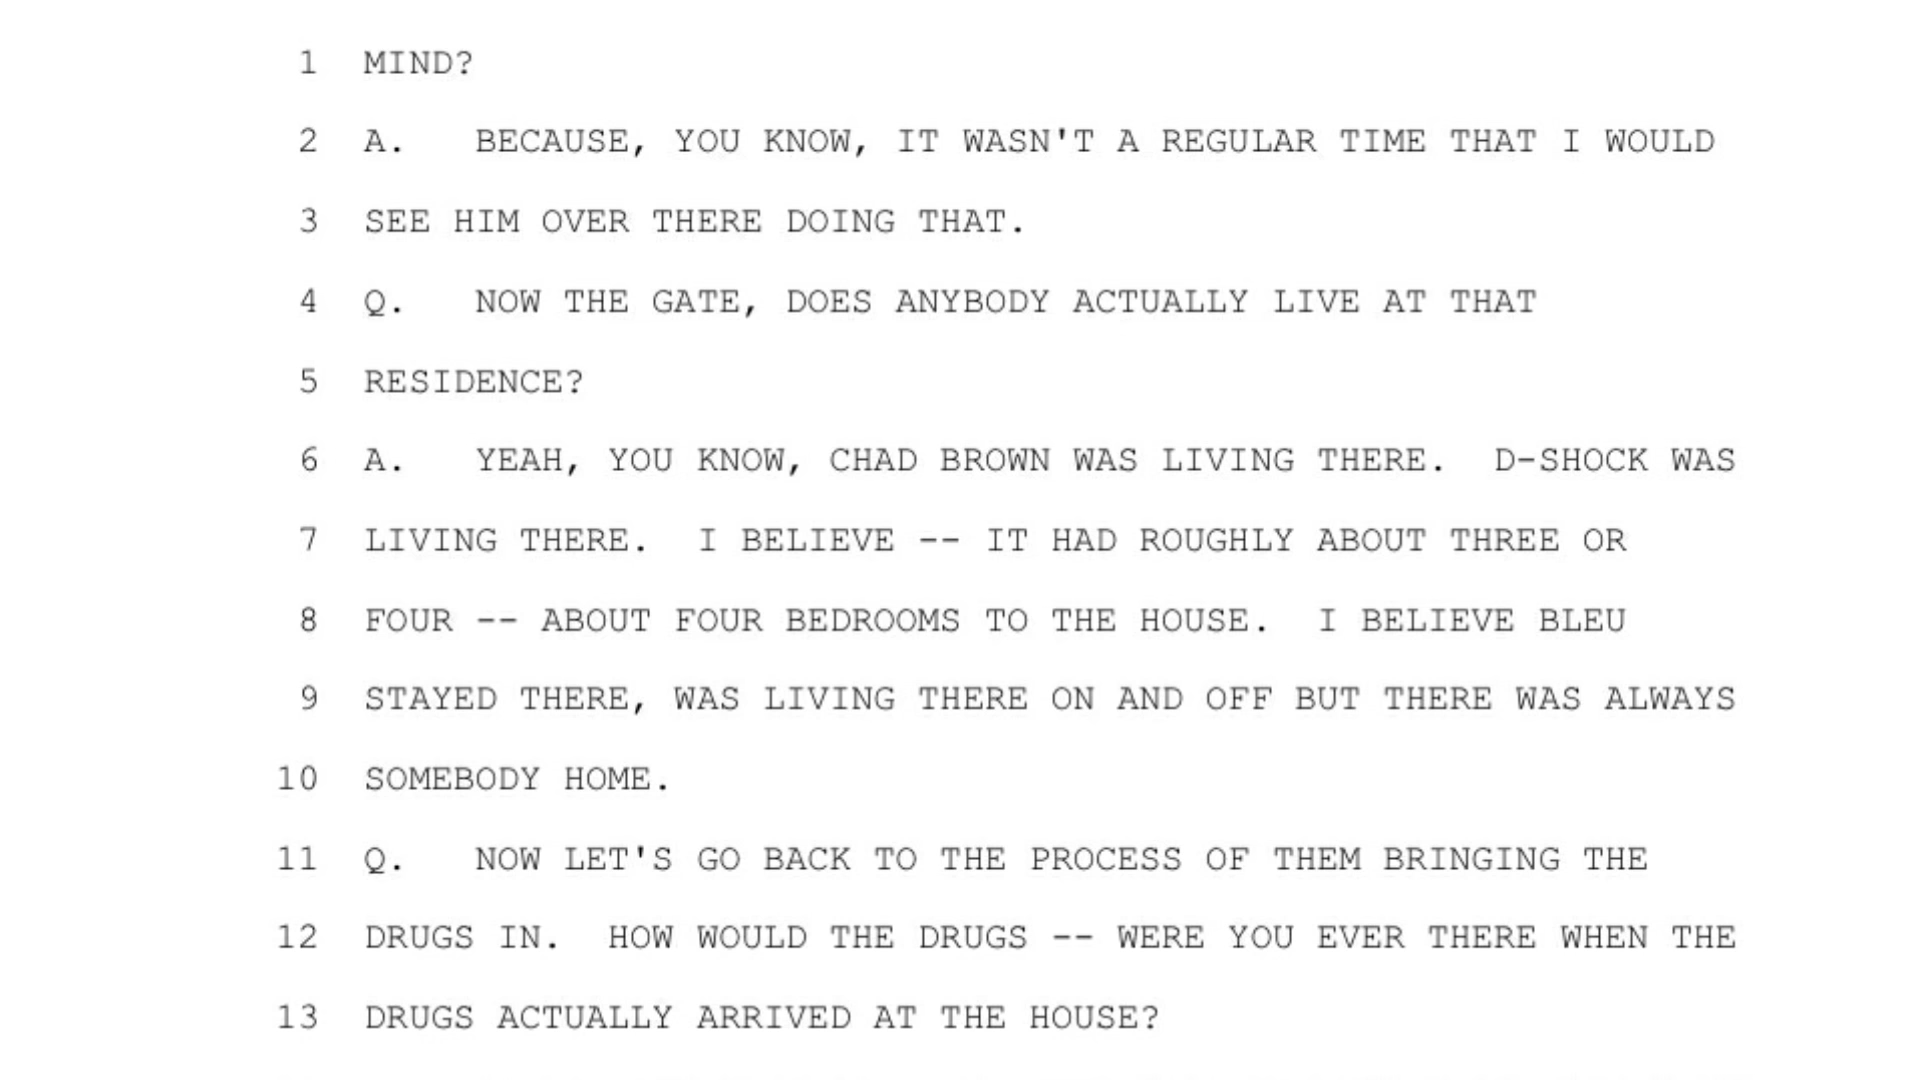 1 MIND?
2 A. BECAUSE, YOU KNOW, IT WASN'T A REGULAR TIME THAT I WOULD
3 SEE HIM OVER THERE DOING THAT.
4 Q. NOW THE GATE, DOES ANYBODY ACTUALLY LIVE AT THAT
5 RESIDENCE?
6 A. YEAH, YOU KNOW, CHAD BROWN WAS LIVING THERE. D-SHOCK WAS
7 LIVING THERE. I BELIEVE -- IT HAD ROUGHLY ABOUT THREE OR
8 FOUR -- ABOUT FOUR BEDROOMS TO THE HOUSE. I BELIEVE BLEU
9 STAYED THERE, WAS LIVING THERE ON AND OFF BUT THERE WAS ALWAYS
10 SOMEBODY HOME.
11 Q. NOW LET'S GO BACK TO THE PROCESS OF THEM BRINGING THE
12 DRUGS IN. HOW WOULD THE DRUGS -- WERE YOU EVER THERE WHEN THE
13 DRUGS ACTUALLY ARRIVED AT THE HOUSE?